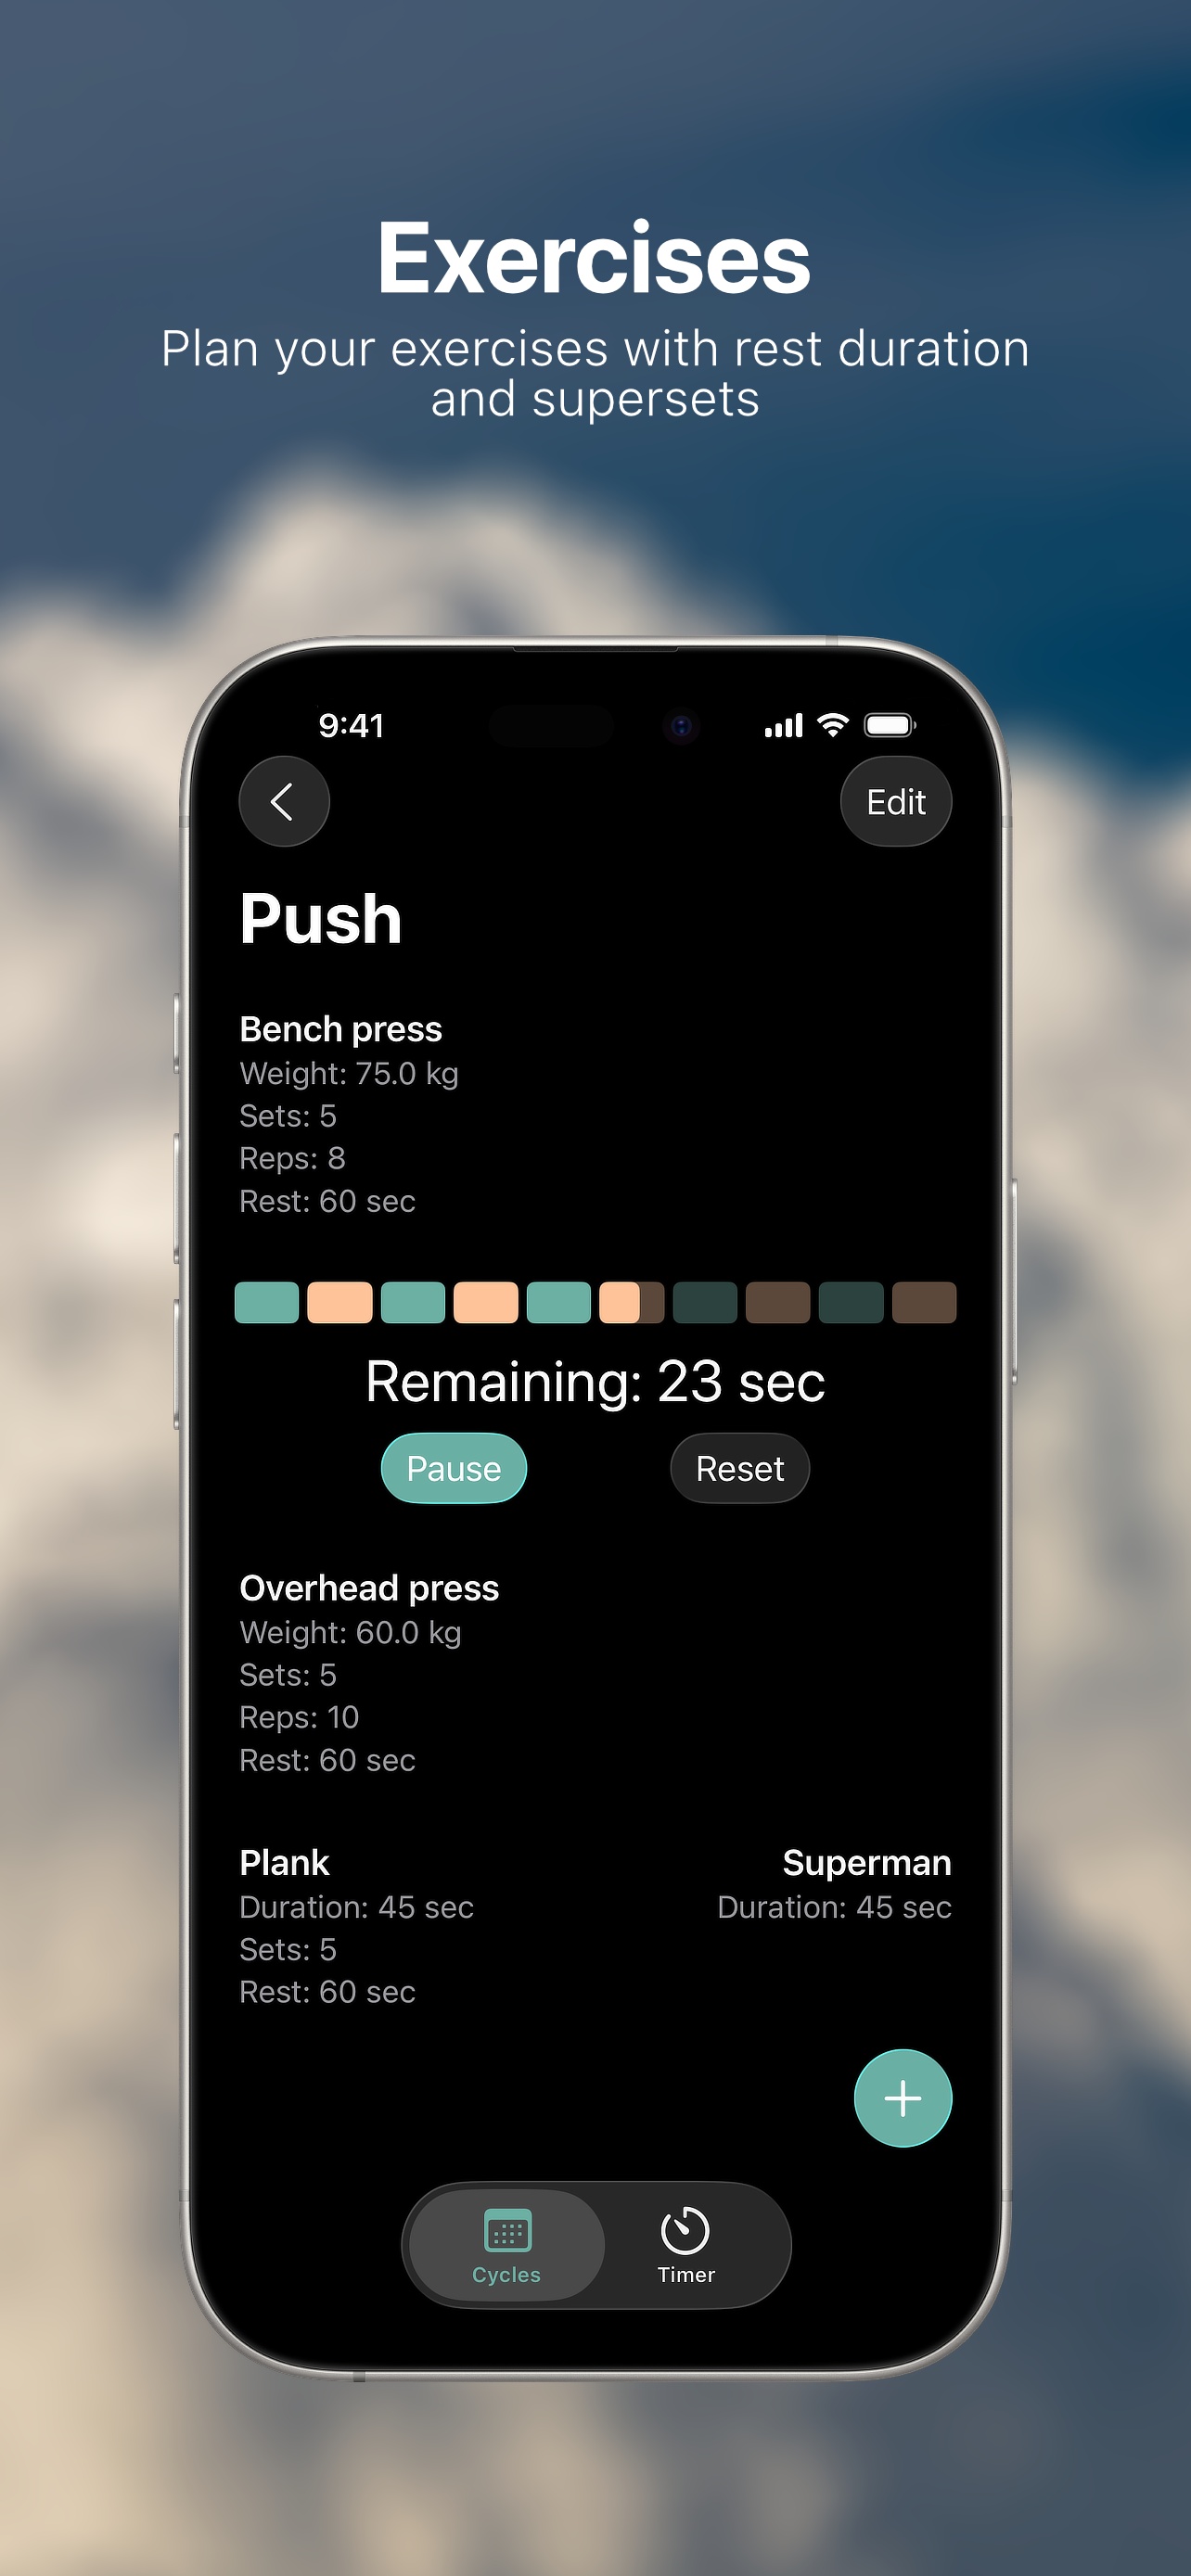 Exercises
Plan your exercises with rest duration
and supersets
9:41
Edit
Push
Bench press
Weight: 75.0 kg
Sets: 5
Reps: 8
Rest: 60 sec
Remaining: 23 sec
Pause
Reset
Overhead press
Weight: 60.0 kg
Sets: 5
Reps: 10
Rest: 60 sec
Plank
Duration: 45 sec
Sets: 5
Rest: 60 sec
Superman
Duration: 45 sec
Cycles
Timer